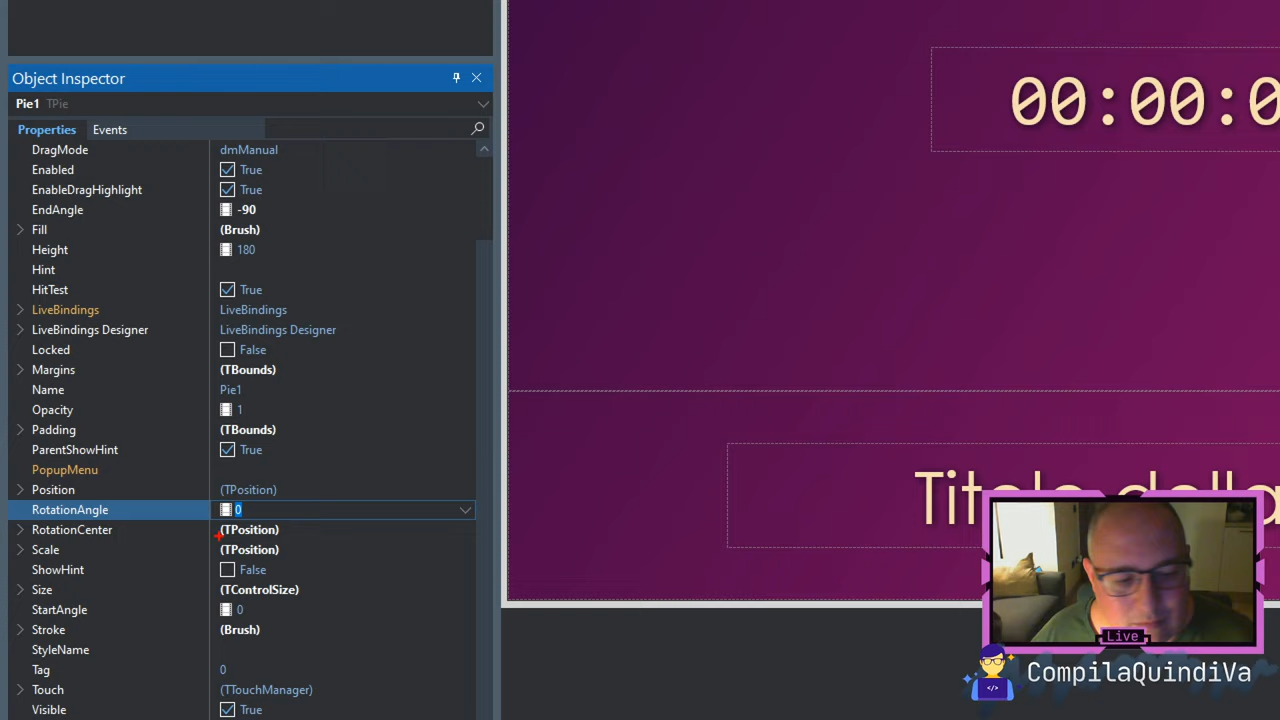 Object Inspector
Pie1 TPie
Properties Events
DragMode dmManual
Enabled True
EnableDragHighlight True
EndAngle -90
Fill (Brush)
Height 180
Hint
HitTest True
LiveBindings LiveBindings
LiveBindings Designer LiveBindings Designer
Locked False
Margins (TBounds)
Name Pie1
Opacity 1
Padding (TBounds)
ParentShowHint True
PopupMenu
Position (TPosition)
RotationAngle 0
RotationCenter (TPosition)
Scale (TPosition)
ShowHint False
Size (TControlSize)
StartAngle 0
Stroke (Brush)
StyleName
Tag 0
Touch (TTouchManager)
Visible True
00:00:0
Titolo della
Live
</>
CompilaQuindiVa